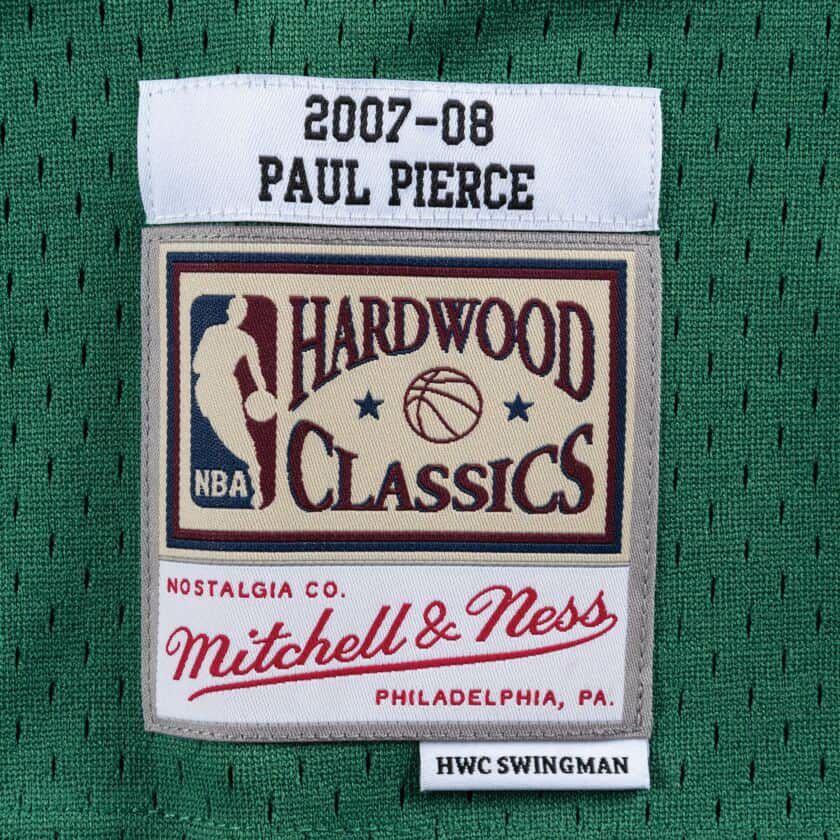 2007-08
PAUL PIERCE
HARDWOOD
CLASSICS
NBA
NOSTALGIA CO.
Mitchell & Ness
PHILADELPHIA, PA.
HWC SWINGMAN